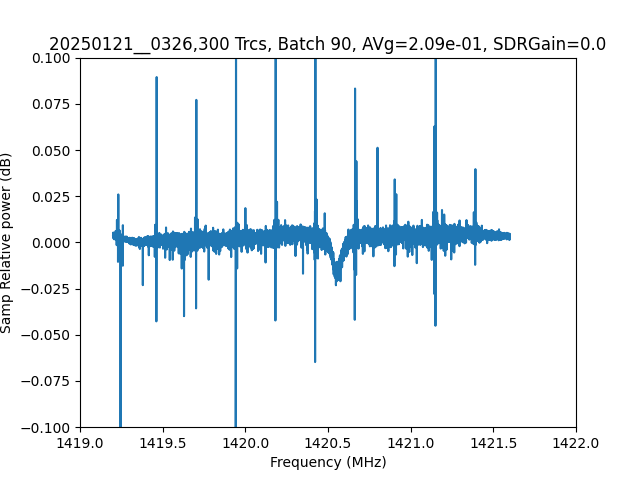 20250121__0326,300 Trcs, Batch 90, AVg=2.09e-01, SDRGain=0.0
Samp Relative power (dB)
0.100
0.075
0.050
0.025
0.000
−0.025
−0.050
−0.075
−0.100
1419.0 1419.5 1420.0 1420.5 1421.0 1421.5 1422.0
Frequency (MHz)